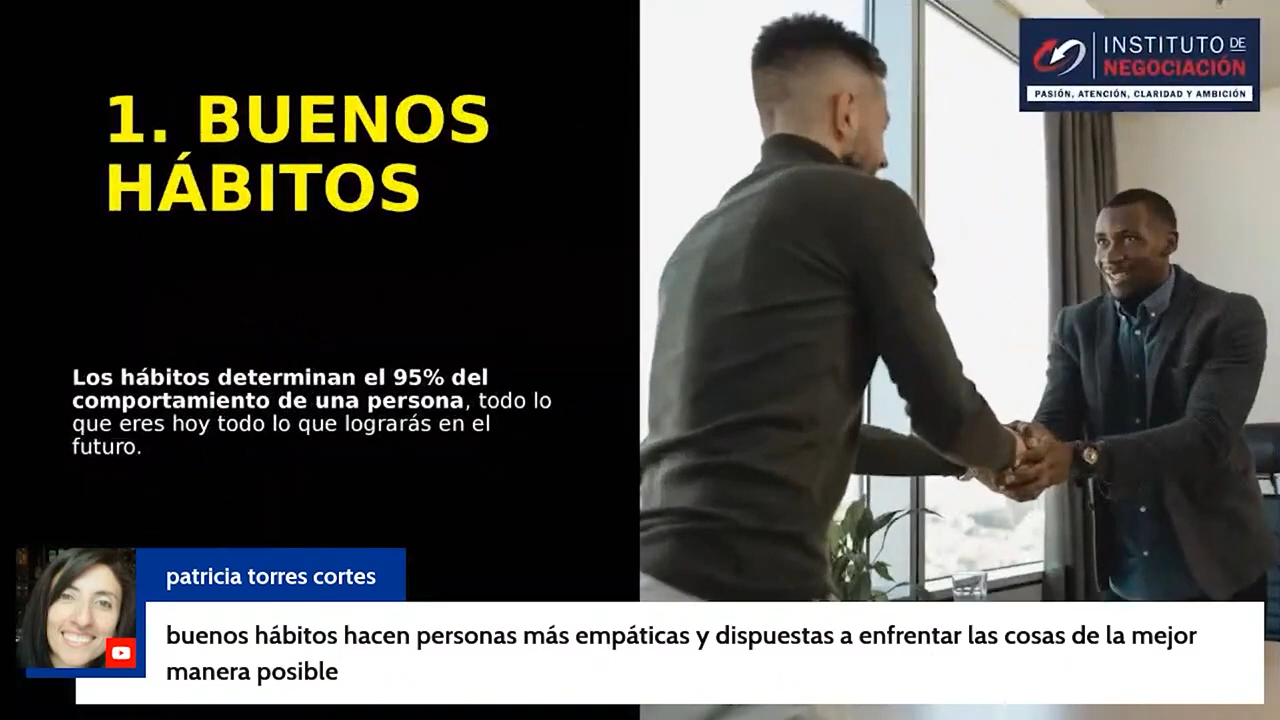 1. BUENOS
HÁBITOS
INSTITUTO DE
NEGOCIACIÓN
PASIÓN, ATENCIÓN, CLARIDAD Y AMBICIÓN
Los hábitos determinan el 95% del
comportamiento de una persona, todo lo
que eres hoy todo lo que lograrás en el
futuro.
patricia torres cortes
buenos hábitos hacen personas más empáticas y dispuestas a enfrentar las cosas de la mejor
manera posible